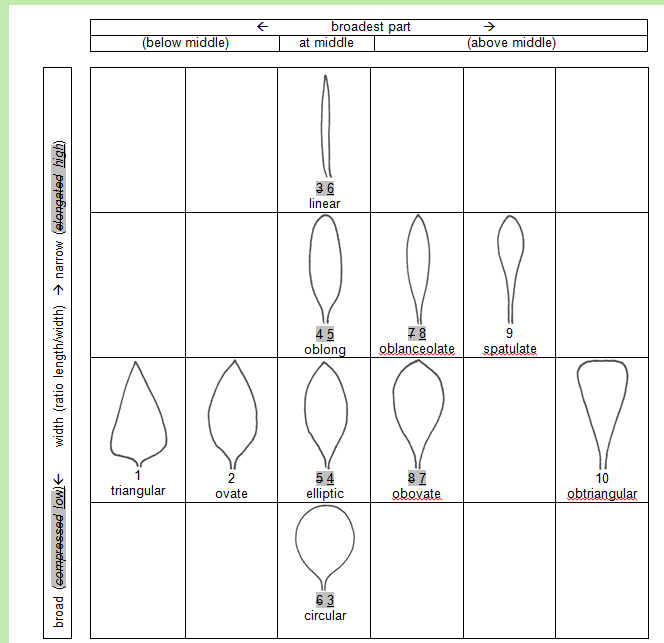 ← broadest part →
(below middle) at middle (above middle)
broad (compressed low) ← width (ratio length/width) → narrow (elongated high)
3 6
linear
4 5
oblong
7 8
oblanceolate
9
spatulate
1
triangular
2
ovate
5 4
elliptic
8 7
obovate
10
obtriangular
6 3
circular